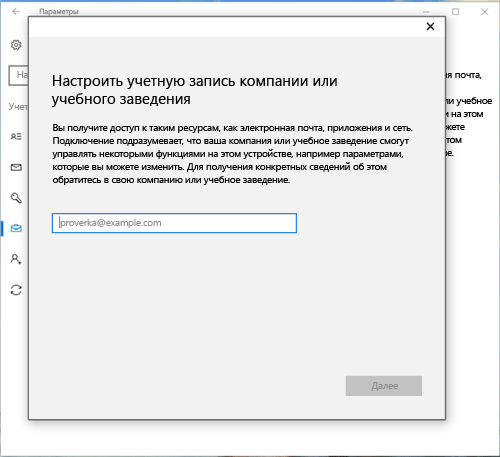 Параметры
На
Учет
Настроить учетную запись компании или
учебного заведения
Вы получите доступ к таким ресурсам, как электронная почта, приложения и сеть.
Подключение подразумевает, что ваша компания или учебное заведение смогут
управлять некоторыми функциями на этом устройстве, например параметрами,
которые вы можете изменить. Для получения конкретных сведений об этом
обратитесь в свою компанию или учебное заведение.
proverka@example.com
Далее
я почта,
ли учебное
и на этом
жете
том
е.